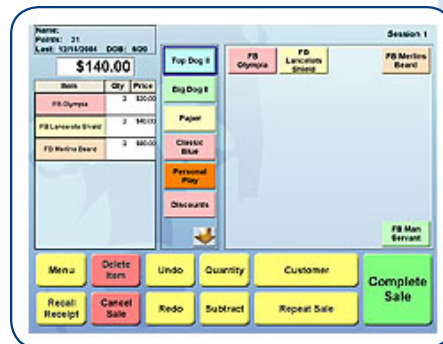 Name:
Points: 31
Last: 12/15/2004 DOB: 9/20
$140.00
Item Qty Price
FB Olympia 2 $20.00
FB Lancelots Shield 2 $40.00
FB Merlins Beard 2 $80.00
Top Dog II
Big Dog II
Paper
Classic
Blue
Personal
Play
Discounts
Session 1
FB
Olympia
FB
Lancelots
Shield
FB Merlins
Beard
FB Man
Servant
Menu
Delete
Item
Undo
Quantity
Customer
Complete
Sale
Recall
Receipt
Cancel
Sale
Redo
Subtract
Repeat Sale